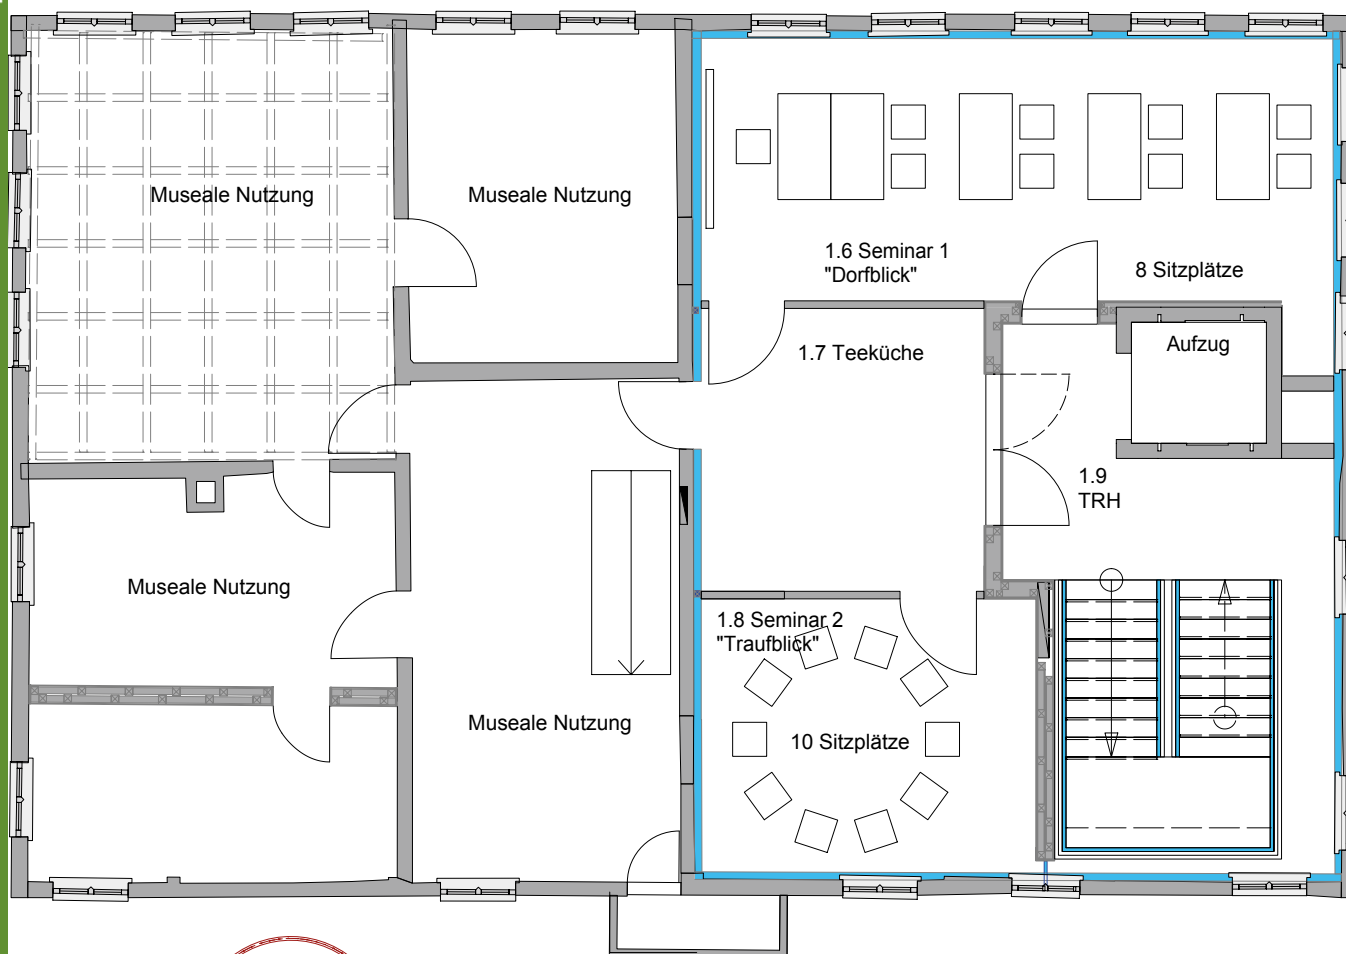 Museale Nutzung
Museale Nutzung
1.6 Seminar 1
"Dorfblick"
8 Sitzplätze
1.7 Teeküche
Aufzug
1.9
TRH
Museale Nutzung
1.8 Seminar 2
"Traufblick"
Museale Nutzung
10 Sitzplätze